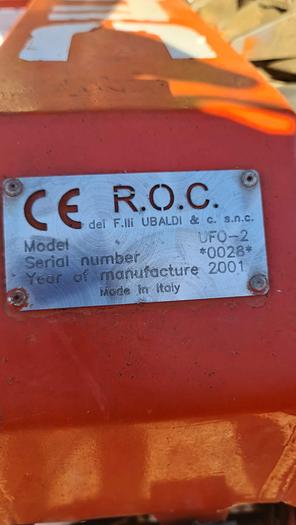 CE R.O.C.
dei F.lli UBALDI & c. s.n.c.
Model UFO-2
Serial number *0028*
Year of manufacture 2001
Made in Italy